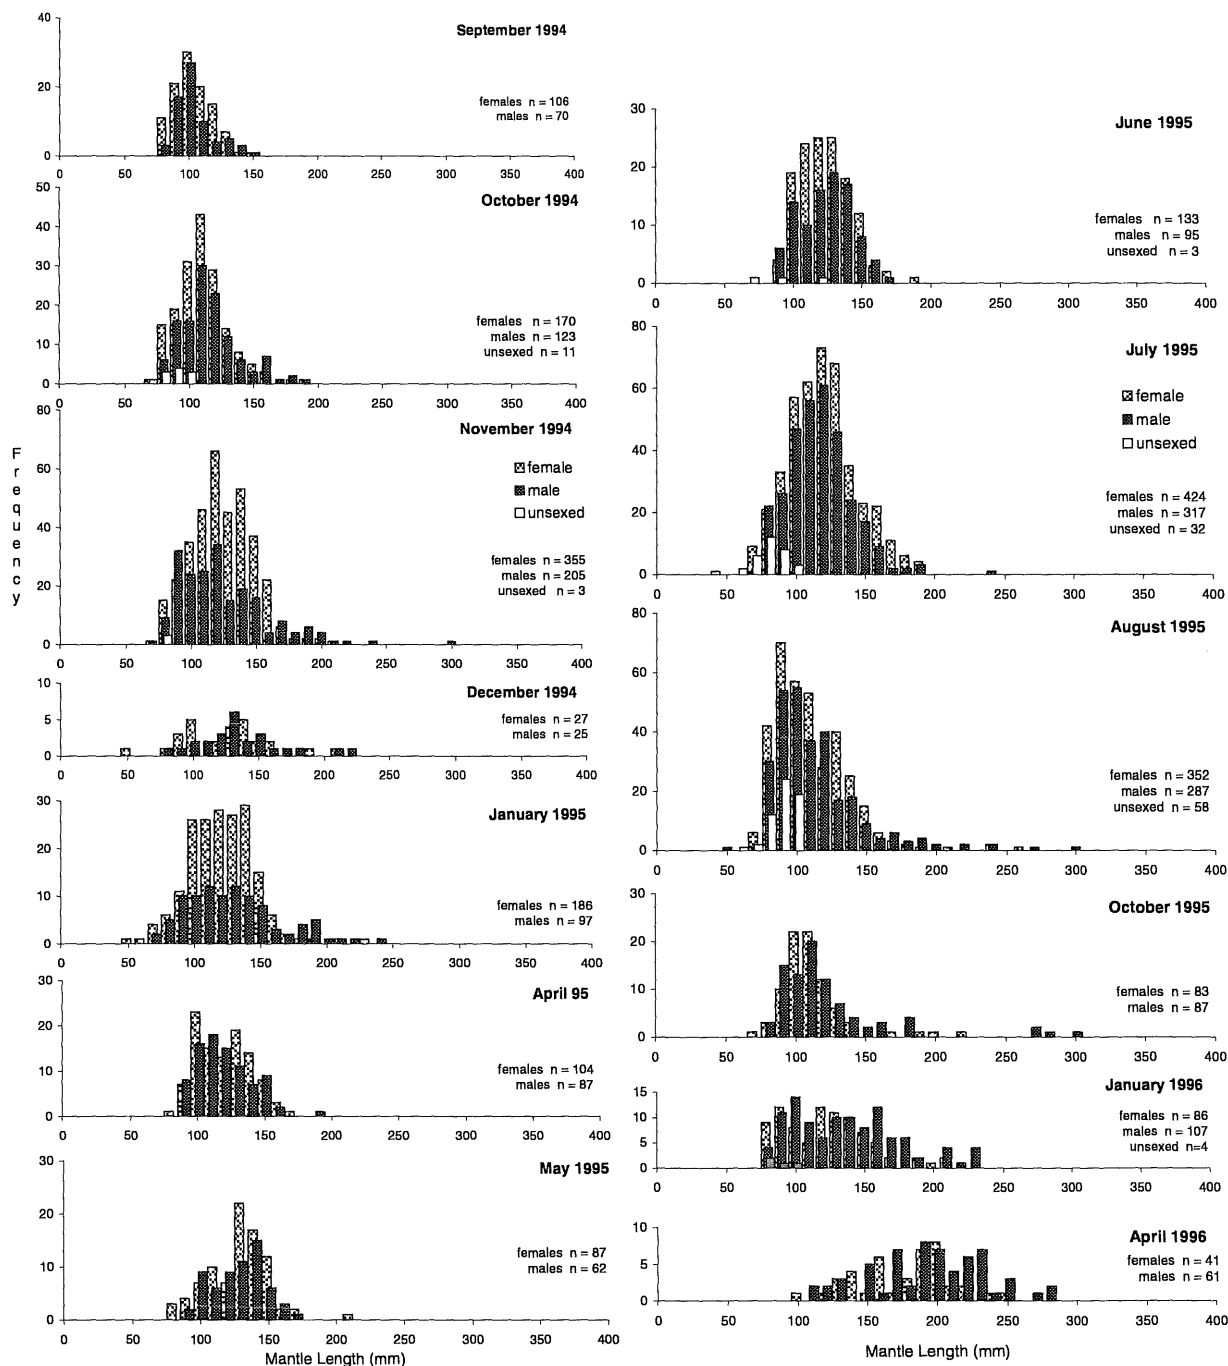 September 1994
females n = 106
males n = 70
40
20
0
0 50 100 150 200 250 300 350 400
October 1994
females n = 170
males n = 123
unsexed n = 11
50
40
30
20
10
0
0 50 100 150 200 250 300 350 400
November 1994
female
male
unsexed
females n = 355
males n = 205
unsexed n = 3
80
60
40
20
0
0 50 100 150 200 250 300 350 400
Frequency
December 1994
females n = 27
males n = 25
10
5
0
0 50 100 150 200 250 300 350 400
January 1995
females n = 186
males n = 97
30
20
10
0
0 50 100 150 200 250 300 350 400
April 95
females n = 104
males n = 87
30
20
10
0
0 50 100 150 200 250 300 350 400
May 1995
females n = 87
males n = 62
30
20
10
0
0 50 100 150 200 250 300 350 400
Mantle Length (mm)
June 1995
females n = 133
males n = 95
unsexed n = 3
30
20
10
0
0 50 100 150 200 250 300 350 400
July 1995
female
male
unsexed
females n = 424
males n = 317
unsexed n = 32
80
60
40
20
0
0 50 100 150 200 250 300 350 400
August 1995
females n = 352
males n = 287
unsexed n = 58
80
60
40
20
0
0 50 100 150 200 250 300 350 400
October 1995
females n = 83
males n = 87
30
20
10
0
0 50 100 150 200 250 300 350 400
January 1996
females n = 86
males n = 107
unsexed n=4
15
10
5
0
0 50 100 150 200 250 300 350 400
April 1996
females n = 41
males n = 61
10
5
0
0 50 100 150 200 250 300 350 400
Mantle Length (mm)